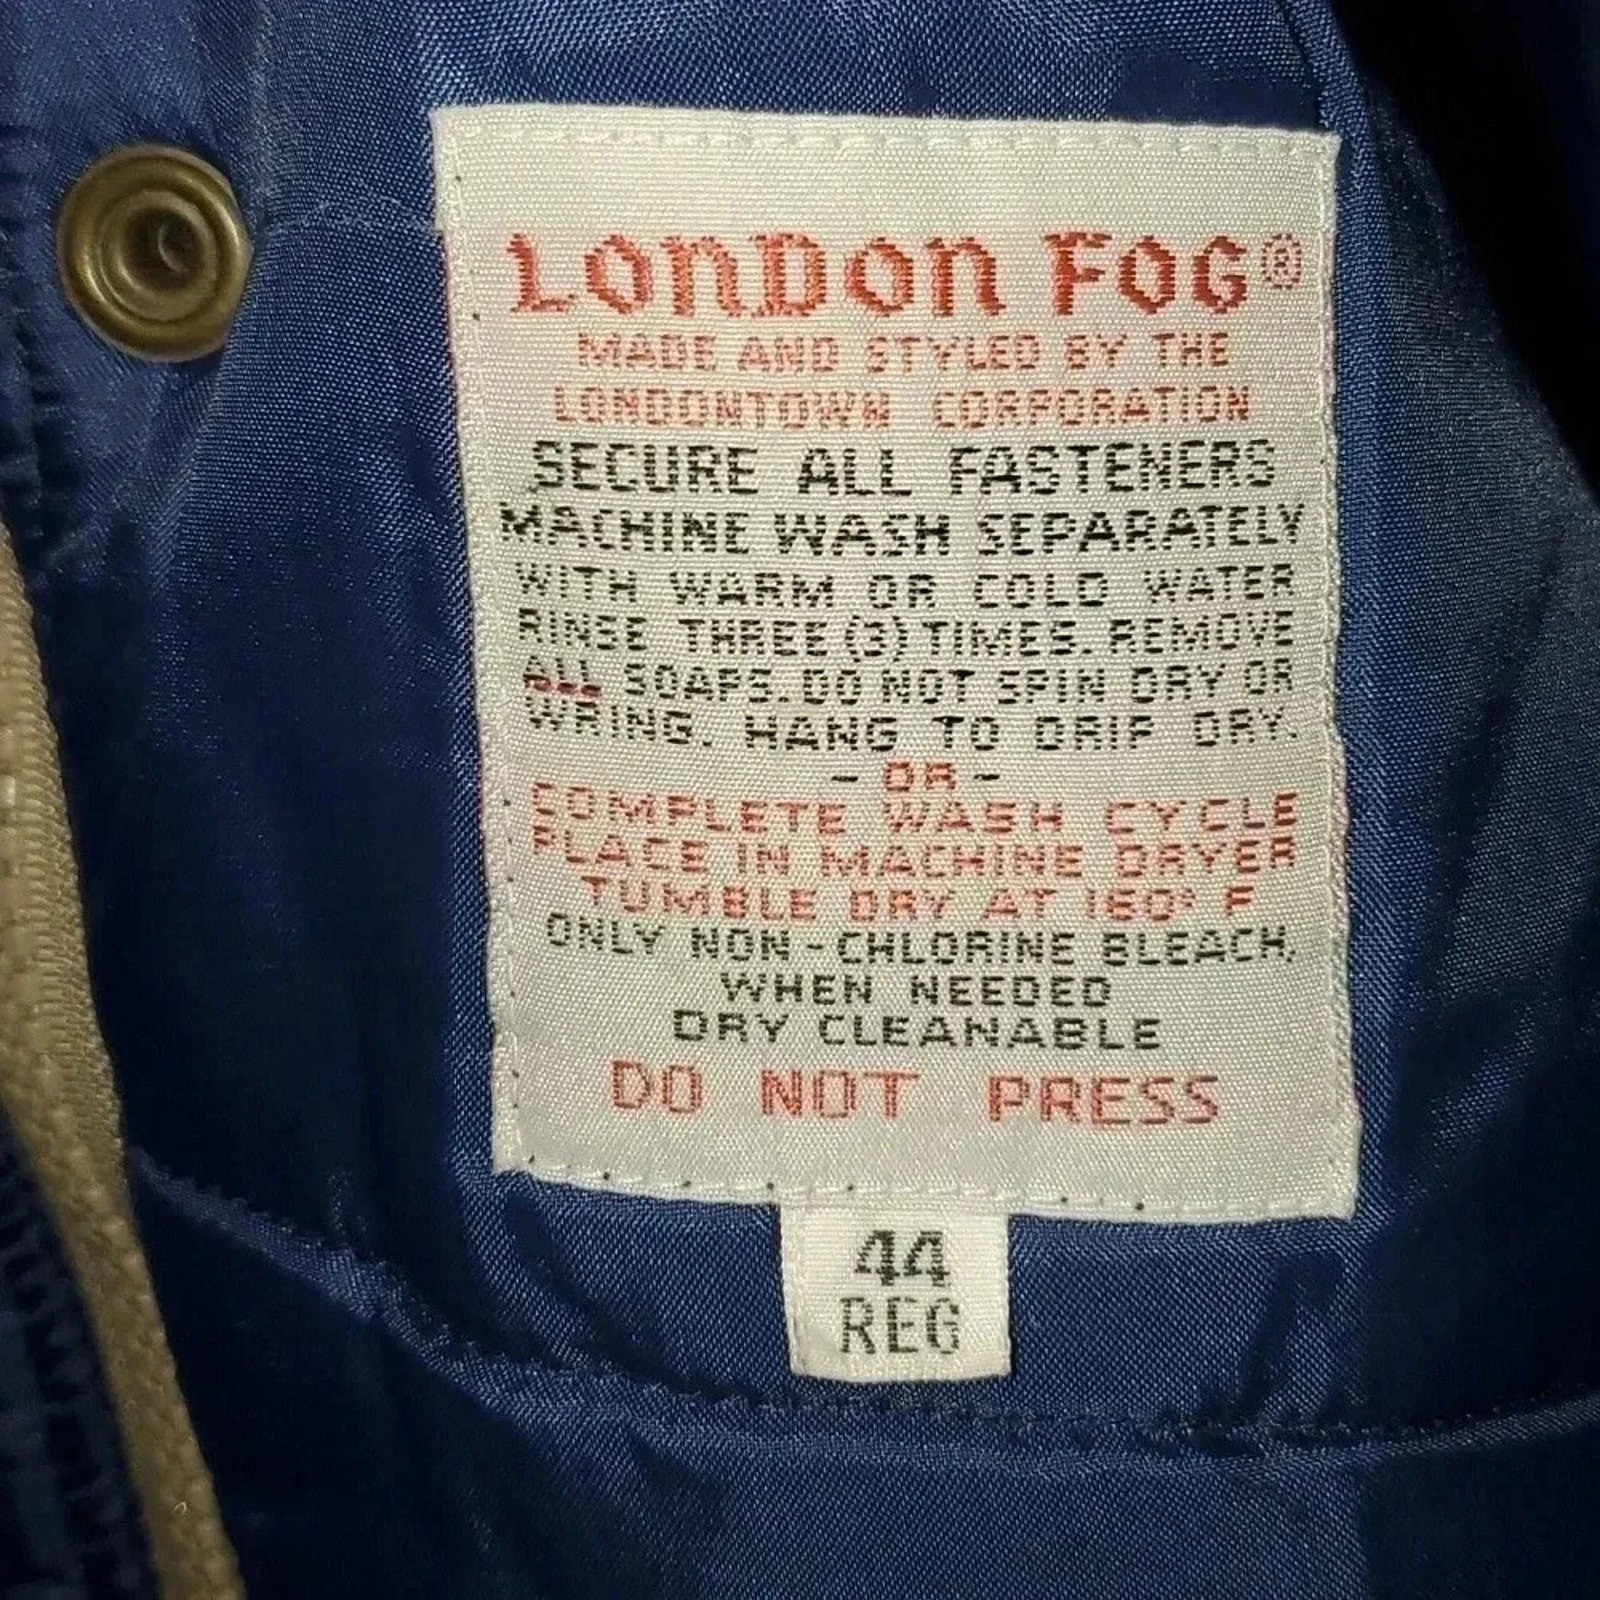 LONDON FOG®
MADE AND STYLED BY THE
LONDONTOWN CORPORATION
SECURE ALL FASTENERS
MACHINE WASH SEPARATELY
WITH WARM OR COLD WATER
RINSE THREE (3) TIMES. REMOVE
ALL SOAPS. DO NOT SPIN DRY OR
WRING. HANG TO DRIP DRY.
- OR -
COMPLETE WASH CYCLE
PLACE IN MACHINE DRYER
TUMBLE DRY AT 160° F
ONLY NON-CHLORINE BLEACH,
WHEN NEEDED
DRY CLEANABLE
DO NOT PRESS
44
REG